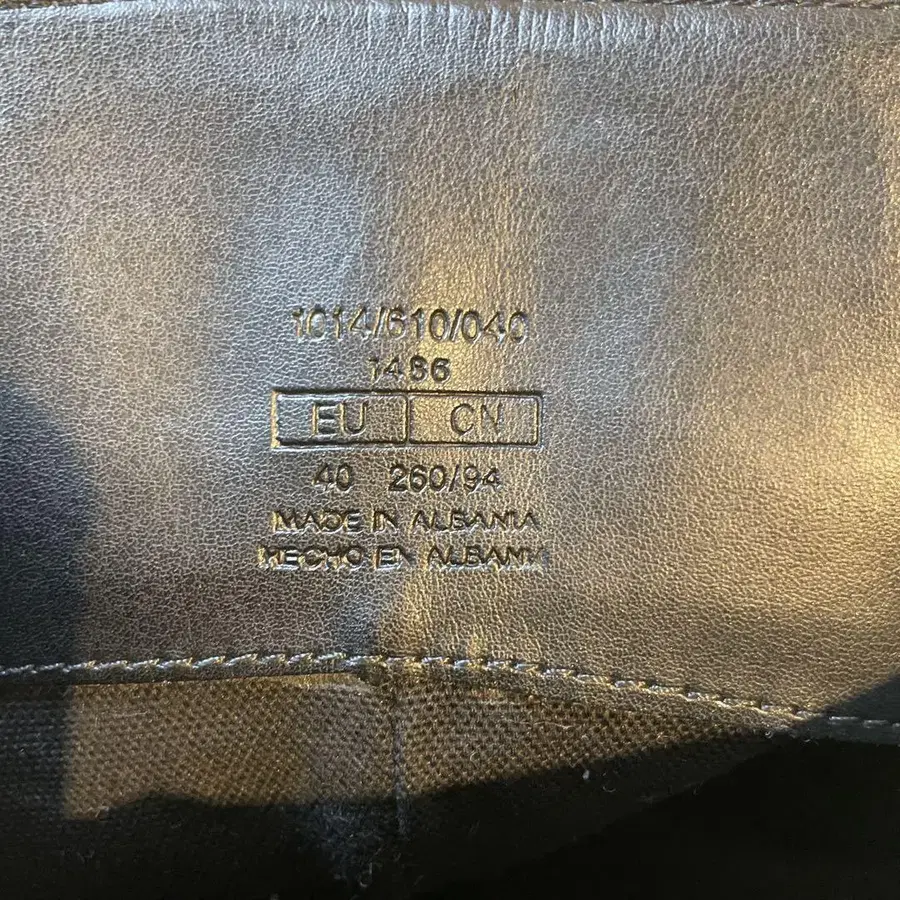 1014/610/040
1486
EU CN
40 260/94
MADE IN ALBANIA
HECHO EN ALBANIA